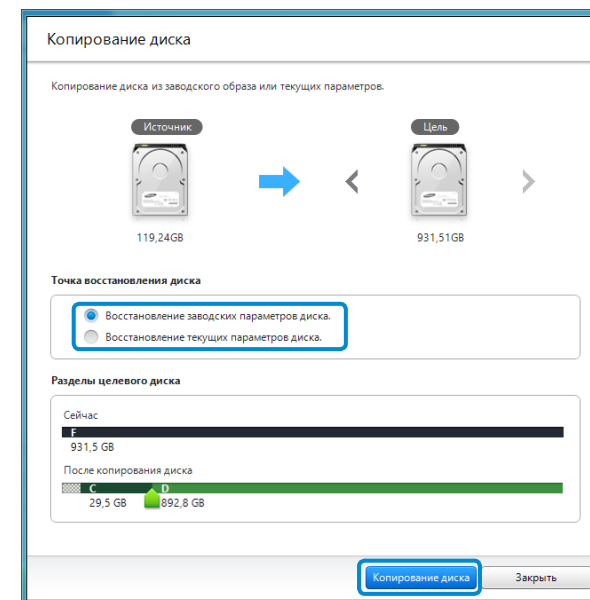 Копирование диска
Копирование диска из заводского образа или текущих параметров.
Источник
Цель
119,24GB
931,51GB
Точка восстановления диска
Восстановление заводских параметров диска.
Восстановление текущих параметров диска.
Разделы целевого диска
Сейчас
F
931,5 GB
После копирования диска
C D
29,5 GB 892,8 GB
Копирование диска
Закрыть